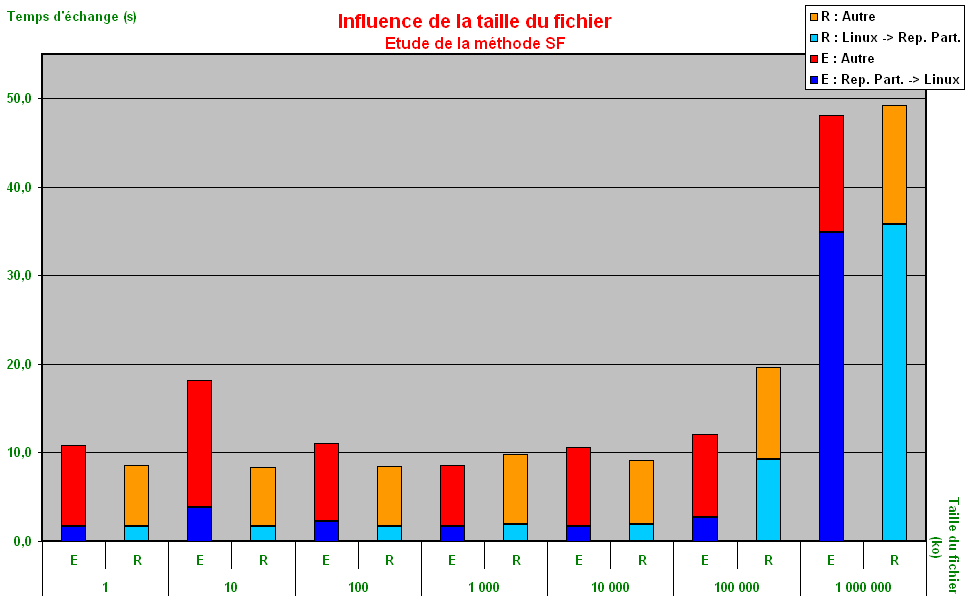 Temps d'échange (s)
Influence de la taille du fichier
Etude de la méthode SF
R : Autre
R : Linux -> Rep. Part.
E : Autre
E : Rep. Part. -> Linux
50,0
40,0
30,0
20,0
10,0
0,0
E R E R E R E R E R E R E R
1 10 100 1 000 10 000 100 000 1 000 000
Taille du fichier
(ko)